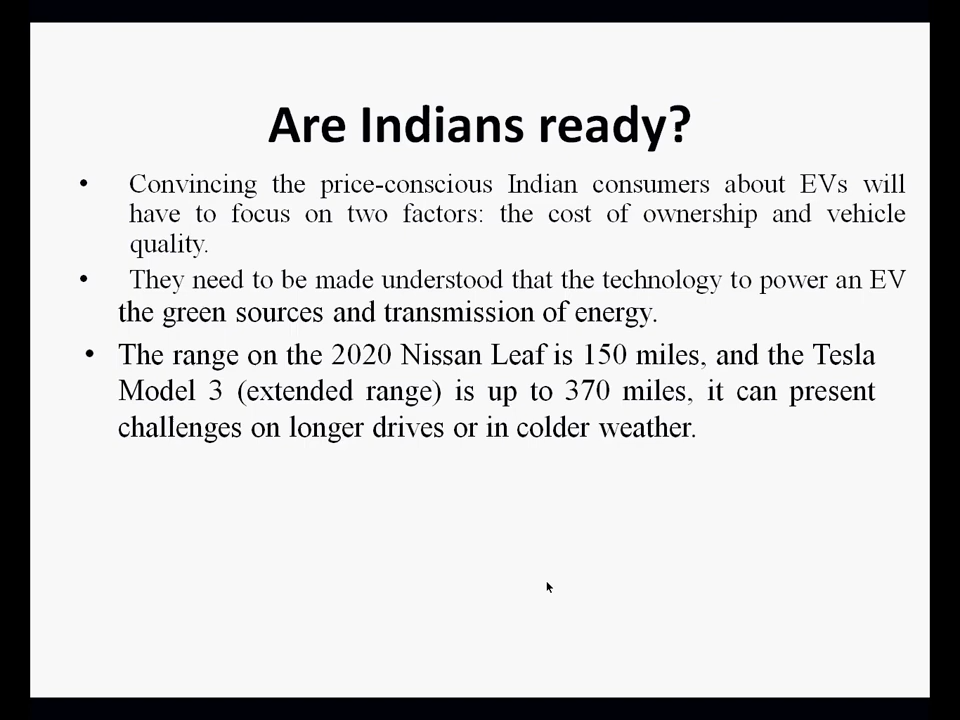 Are Indians ready?
• Convincing the price-conscious Indian consumers about EVs will
have to focus on two factors: the cost of ownership and vehicle
quality.
• They need to be made understood that the technology to power an EV
the green sources and transmission of energy.
• The range on the 2020 Nissan Leaf is 150 miles, and the Tesla
Model 3 (extended range) is up to 370 miles, it can present
challenges on longer drives or in colder weather.